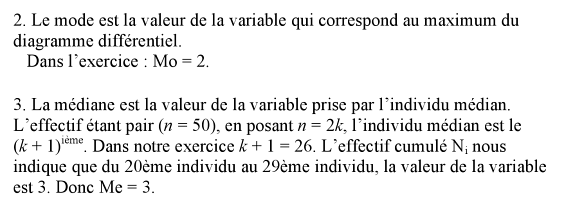 2. Le mode est la valeur de la variable qui correspond au maximum du
diagramme différentiel.
Dans l'exercice : Mo = 2.
3. La médiane est la valeur de la variable prise par l'individu médian.
L'effectif étant pair (n = 50), en posant n = 2k, l'individu médian est le
(k + 1)ième. Dans notre exercice k + 1 = 26. L'effectif cumulé Ni nous
indique que du 20ème individu au 29ème individu, la valeur de la variable
est 3. Donc Me = 3.